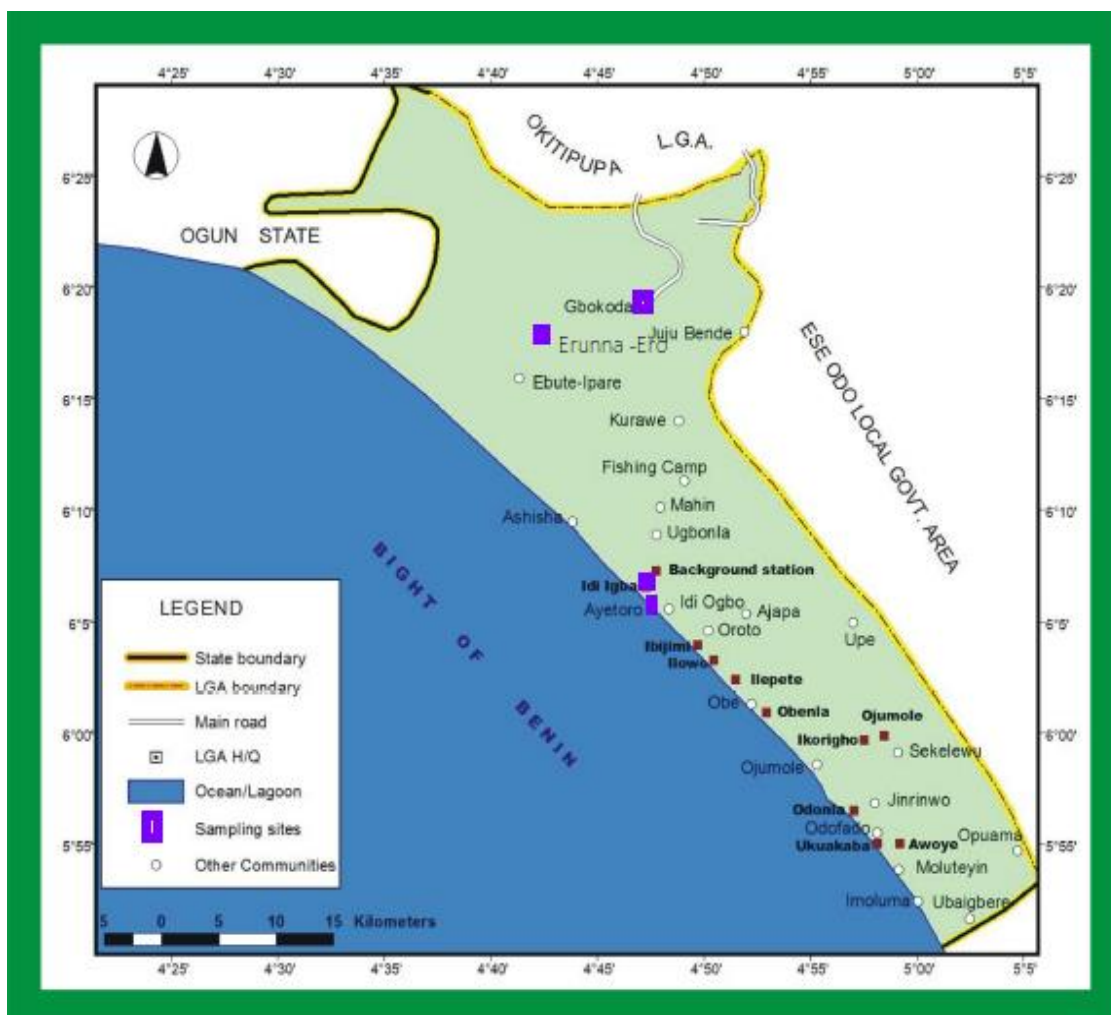 4°25'
4°30'
4°35'
4°40'
4°45'
4°50'
4°55'
5°00'
5°5'
OKITIPUPA L.G.A.
6°25'
6°25'
OGUN STATE
6°20'
Gbokoda
6°20'
Juju Bende
Erunna -Ero
ESE ODO LOCAL GOVT. AREA
Ebute-Ipare
6°15'
6°15'
Kurawe
Fishing Camp
Mahin
6°10'
Ashisha
6°10'
Ugbonla
BIGHT OF BENIN
Background station
Idi Igba
Ayetoro
Idi Ogbo
Ajapa
6°5'
Oroto
Upe
6°5'
Ibijimi
Ilowo
Ilepete
Obe
Obenla
Ojumole
6°00'
Ikorigho
6°00'
Sekelewu
Ojumole
Jinrinwo
Odonla
Odofado
Opuama
5°55'
Ukuakaba
Awoye
5°55'
Moluteyin
Imoluma
Ubaigbere
LEGEND
State boundary
LGA boundary
Main road
LGA H/Q
Ocean/Lagoon
Sampling sites
Other Communities
5 0 5 10 15 Kilometers
4°25'
4°30'
4°35'
4°40'
4°45'
4°50'
4°55'
5°00'
5°5'